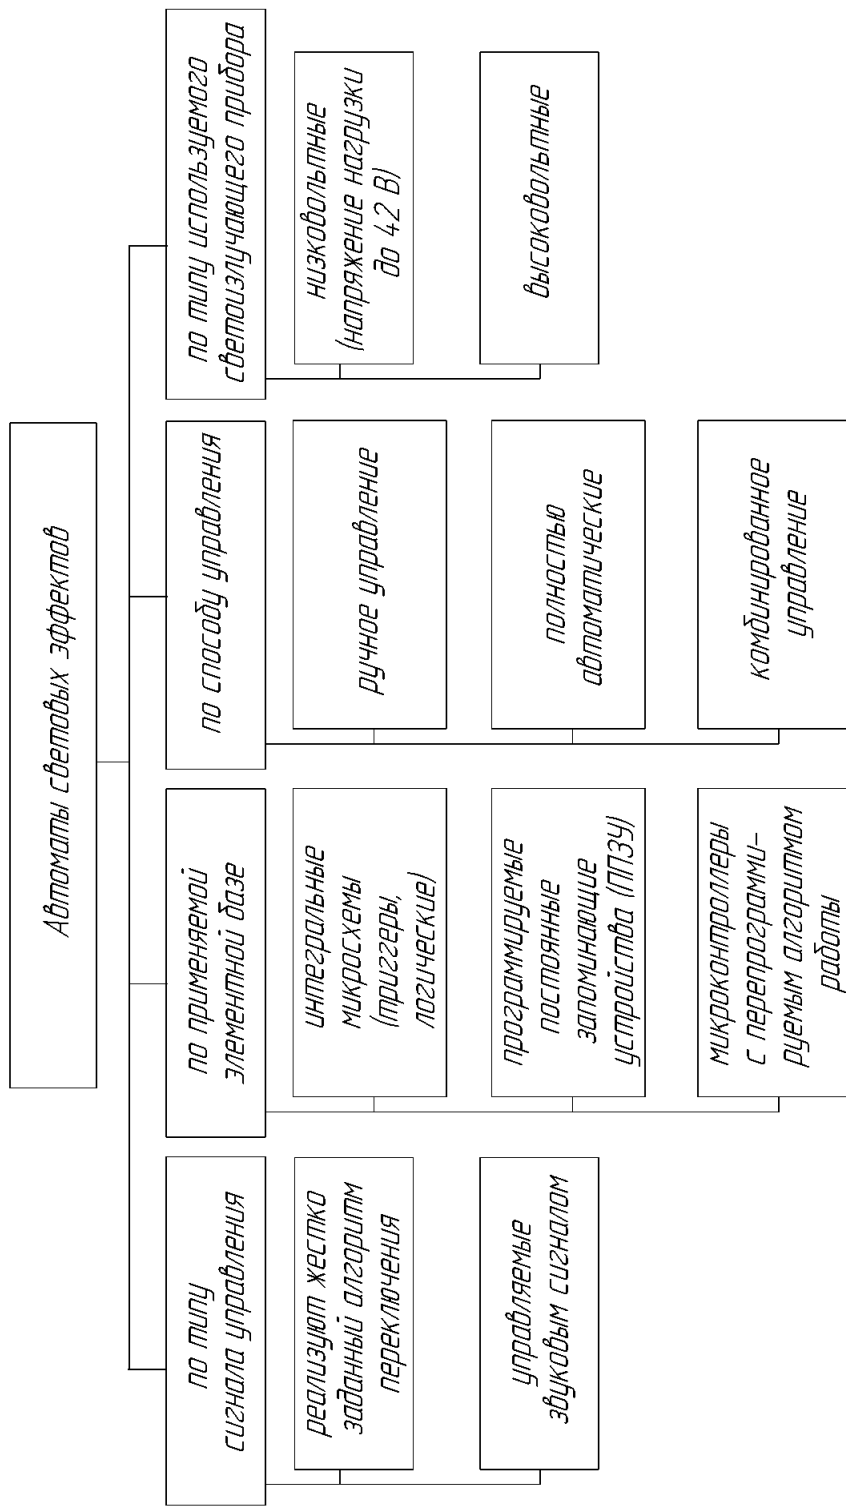 Автоматы световых эффектов
по типу
сигнала управления
реализуют жестко
заданный алгоритм
переключения
управляемые
звуковым сигналом
по применяемой
элементной базе
интегральные
микросхемы
(триггеры,
логические)
программируемые
постоянные
запоминающие
устройства (ППЗУ)
микроконтроллеры
с перепрограмми-
руемым алгоритмом
работы
по способу управления
ручное управление
полностью
автоматические
комбинированное
управление
по типу используемого
светоизлучающего прибора
низковольтные
(напряжение нагрузки
до 42 В)
высоковольтные